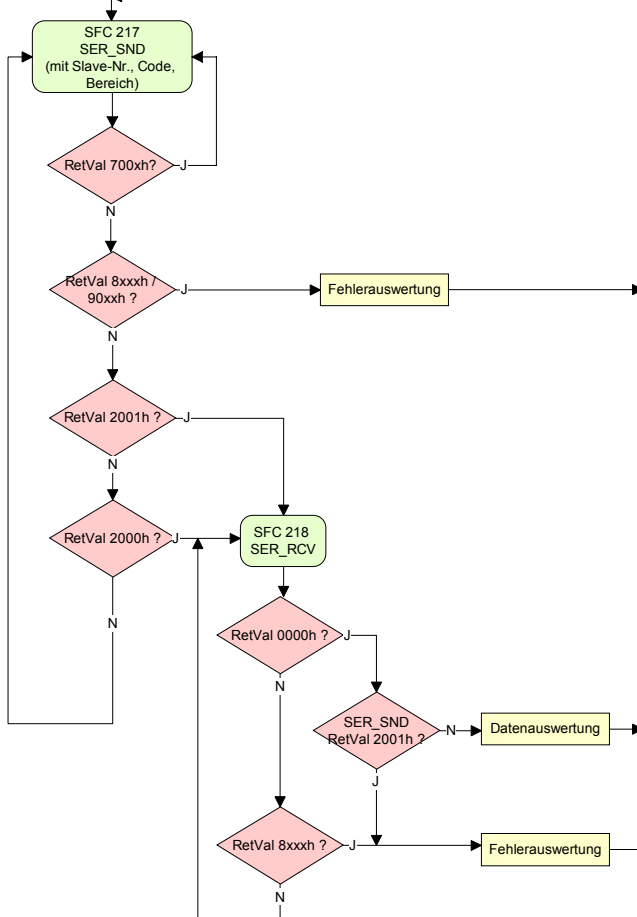 SFC 217
SER_SND
(mit Slave-Nr., Code,
Bereich)
RetVal 700xh?
J
N
RetVal 8xxxh /
90xxh ?
J
Fehlerauswertung
N
RetVal 2001h ?
J
N
RetVal 2000h ?
J
SFC 218
SER_RCV
N
RetVal 0000h ?
J
N
SER_SND
RetVal 2001h ?
N
Datenauswertung
J
RetVal 8xxxh ?
J
Fehlerauswertung
N